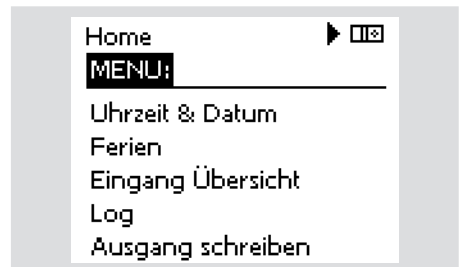 Home
MENU:
Uhrzeit & Datum
Ferien
Eingang Übersicht
Log
Ausgang schreiben